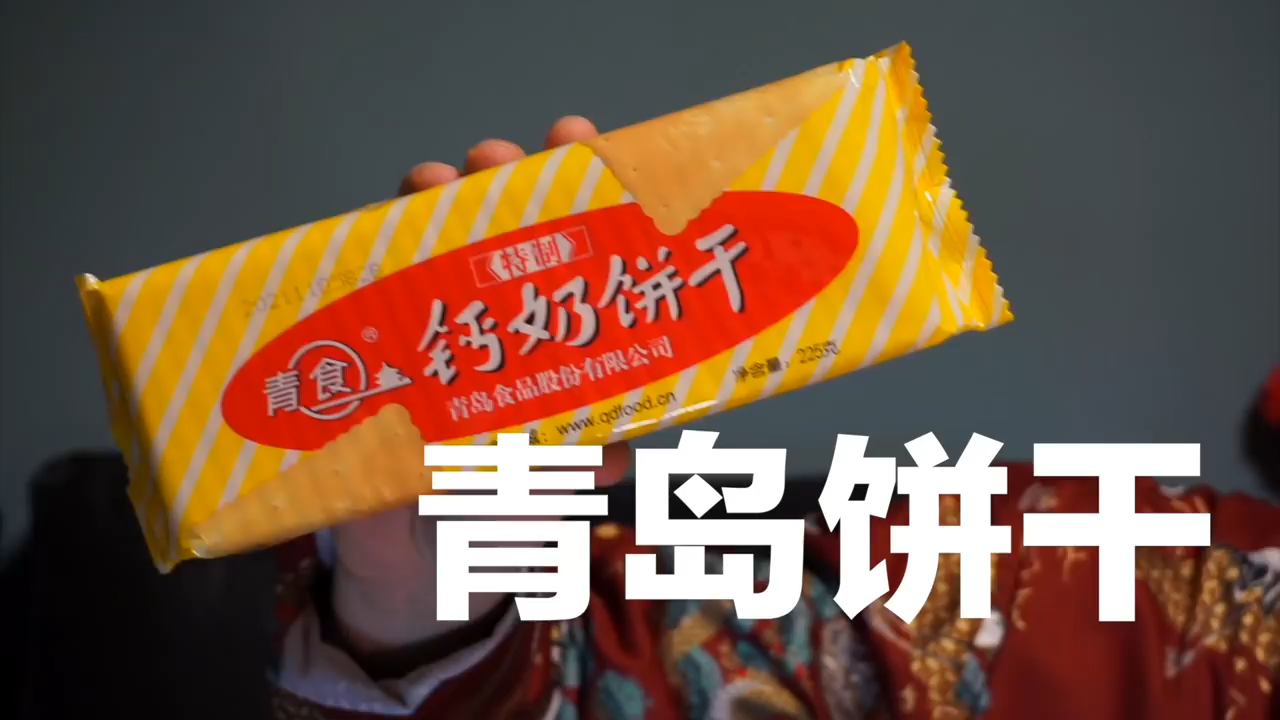 特制
钙奶饼干
青食®
青岛食品股份有限公司
www.qdfood.cn
净含量：225克
青岛饼干